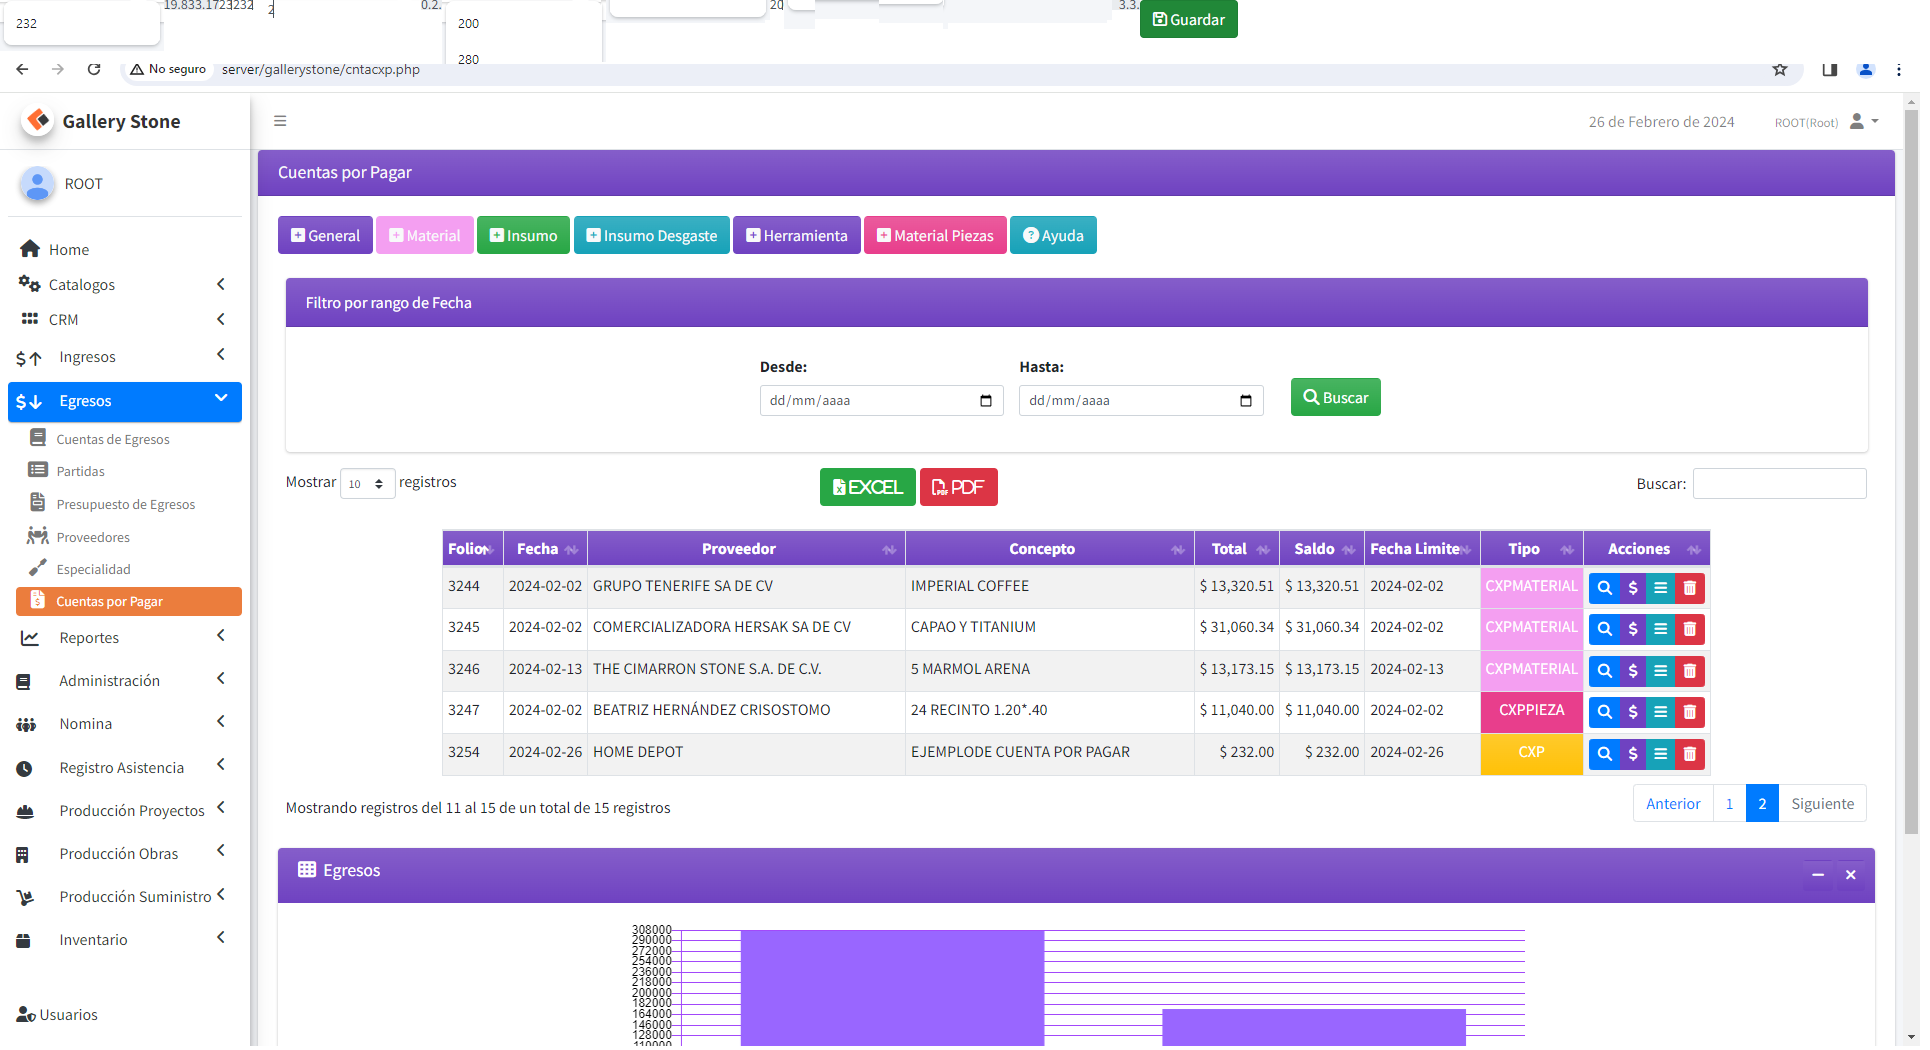 232
19.833.1723232
2
0.2.
200
280
20
3.3.
Guardar
No seguro
server/gallerystone/cntacxp.php
Gallery Stone
26 de Febrero de 2024
ROOT(Root)
ROOT
Cuentas por Pagar
General
Material
Insumo
Insumo Desgaste
Herramienta
Material Piezas
Ayuda
Home
Catalogos
CRM
Ingresos
Egresos
Cuentas de Egresos
Partidas
Presupuesto de Egresos
Proveedores
Especialidad
Cuentas por Pagar
Reportes
Administración
Nomina
Registro Asistencia
Producción Proyectos
Producción Obras
Producción Suministro
Inventario
Usuarios
Filtro por rango de Fecha
Desde:
Hasta:
dd/mm/aaaa
dd/mm/aaaa
Buscar
Mostrar 10 registros
EXCEL
PDF
Buscar:
Folio Fecha Proveedor Concepto Total Saldo Fecha Limite Tipo Acciones
3244 2024-02-02 GRUPO TENERIFE SA DE CV IMPERIAL COFFEE $ 13,320.51 $ 13,320.51 2024-02-02 CXPMATERIAL
3245 2024-02-02 COMERCIALIZADORA HERSAK SA DE CV CAPAO Y TITANIUM $ 31,060.34 $ 31,060.34 2024-02-02 CXPMATERIAL
3246 2024-02-13 THE CIMARRON STONE S.A. DE C.V. 5 MARMOL ARENA $ 13,173.15 $ 13,173.15 2024-02-13 CXPMATERIAL
3247 2024-02-02 BEATRIZ HERNÁNDEZ CRISOSTOMO 24 RECINTO 1.20*.40 $ 11,040.00 $ 11,040.00 2024-02-02 CXPPIEZA
3254 2024-02-26 HOME DEPOT EJEMPLODE CUENTA POR PAGAR $ 232.00 $ 232.00 2024-02-26 CXP
Mostrando registros del 11 al 15 de un total de 15 registros
Anterior 1 2 Siguiente
Egresos
308000
290000
272000
254000
236000
218000
200000
182000
164000
146000
128000
110000